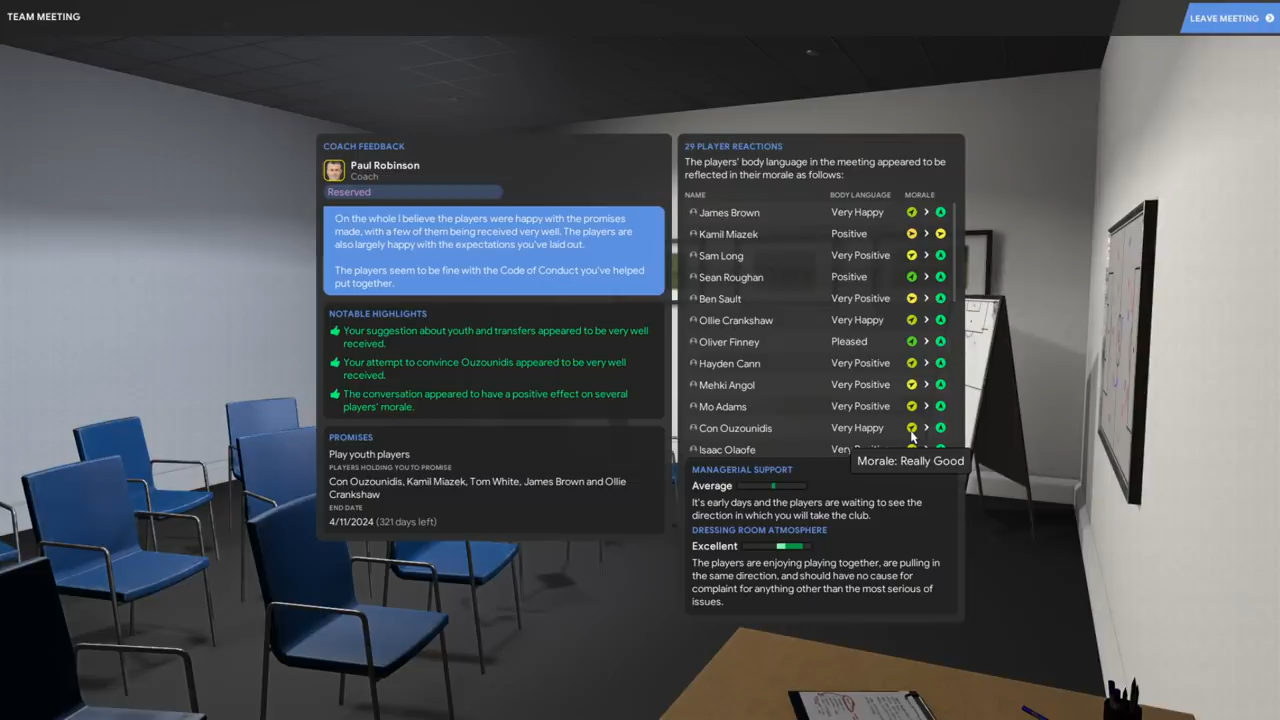 TEAM MEETING
LEAVE MEETING
COACH FEEDBACK
Paul Robinson
Coach
Reserved
On the whole I believe the players were happy with the promises
made, with a few of them being received very well. The players are
also largely happy with the expectations you've laid out.
The players seem to be fine with the Code of Conduct you've helped
put together.
NOTABLE HIGHLIGHTS
Your suggestion about youth and transfers appeared to be very well
received.
Your attempt to convince Ouzounidis appeared to be very well
received.
The conversation appeared to have a positive effect on several
players' morale.
PROMISES
Play youth players
PLAYERS HOLDING YOU TO PROMISE
Con Ouzounidis, Kamil Miazek, Tom White, James Brown and Ollie
Crankshaw
END DATE
4/11/2024 (321 days left)
29 PLAYER REACTIONS
The players' body language in the meeting appeared to be
reflected in their morale as follows:
NAME BODY LANGUAGE MORALE
James Brown Very Happy
Kamil Miazek Positive
Sam Long Very Positive
Sean Roughan Positive
Ben Sault Very Positive
Ollie Crankshaw Very Happy
Oliver Finney Pleased
Hayden Cann Very Positive
Mehki Angol Very Positive
Mo Adams Very Positive
Con Ouzounidis Very Happy
Isaac Olaofe Very
Morale: Really Good
MANAGERIAL SUPPORT
Average
It's early days and the players are waiting to see the
direction in which you will take the club.
DRESSING ROOM ATMOSPHERE
Excellent
The players are enjoying playing together, are pulling in
the same direction, and should have no cause for
complaint for anything other than the most serious of
issues.